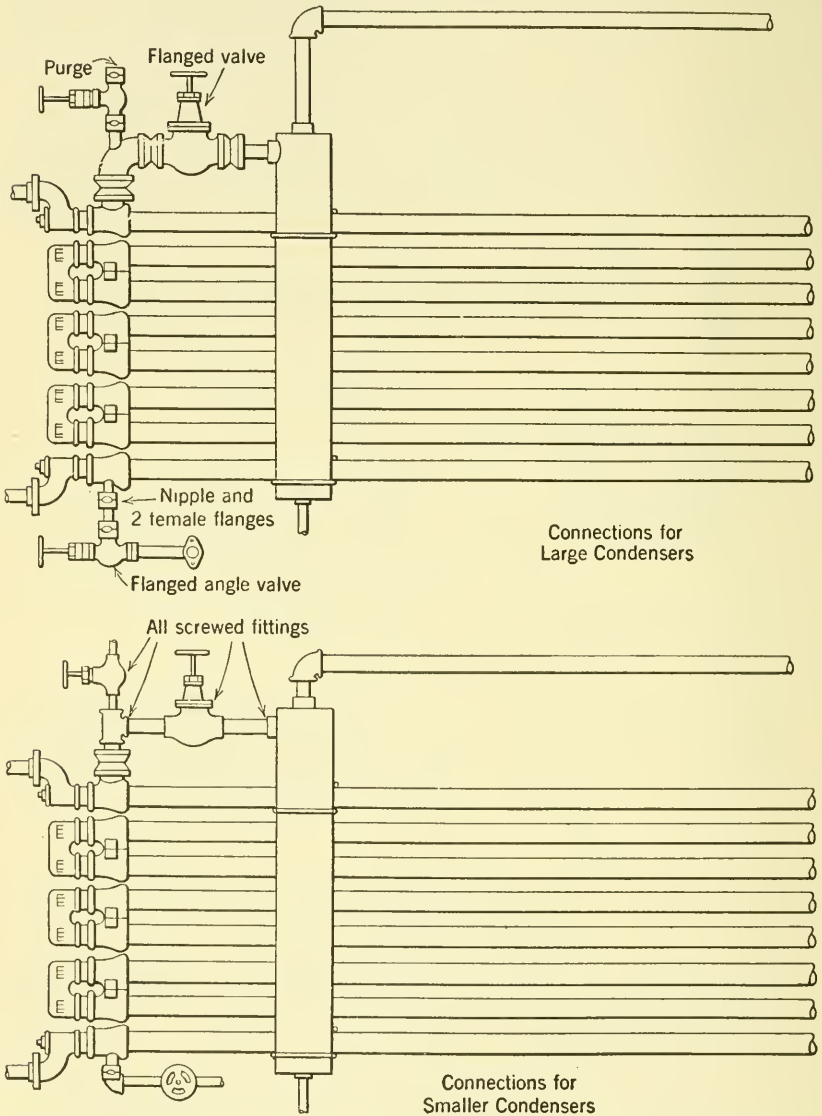 Purge
Flanged valve
E
E
E
E
E
E
Nipple and
2 female flanges
Flanged angle valve
Connections for
Large Condensers
All screwed fittings
E
E
E
E
E
E
Connections for
Smaller Condensers